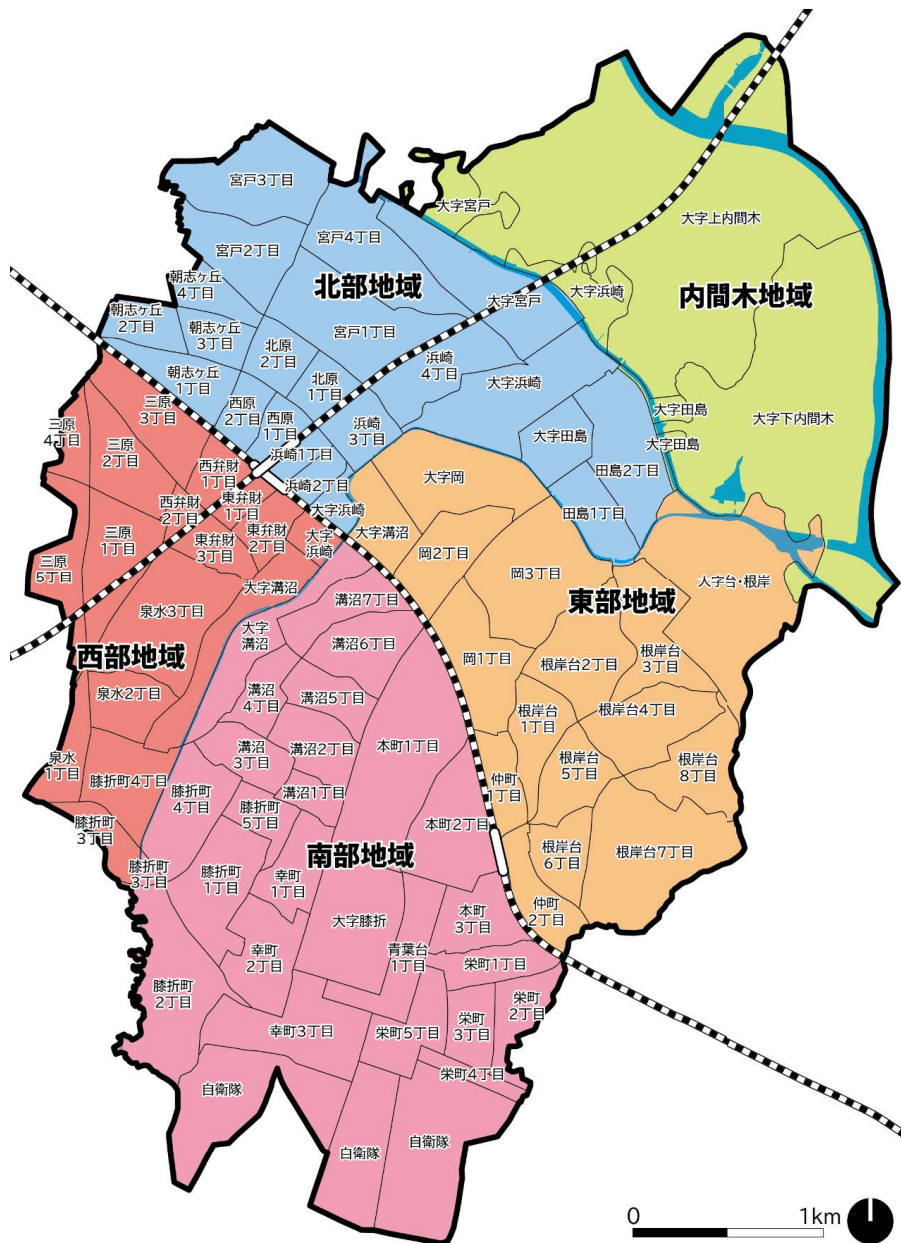 宮戸3丁目
宮戸2丁目
宮戸4丁目
朝志ヶ丘
4丁目
北部地域
朝志ヶ丘
2丁目
朝志ヶ丘
3丁目
宮戸1丁目
北原
2丁目
朝志ヶ丘
1丁目
北原
1丁目
西原
2丁目
西原
1丁目
浜崎
3丁目
浜崎
4丁目
大字宮戸
大字浜崎
大字田島
田島2丁目
田島1丁目
浜崎1丁目
浜崎2丁目
大字浜崎
大字宮戸
大字上内間木
大字浜崎
内間木地域
大字田島
大字田島
大字下内間木
三原
3丁目
三原
4丁目
三原
2丁目
西弁財
1丁目
東弁財
1丁目
西弁財
2丁目
東弁財
2丁目
東弁財
3丁目
大字
浜崎
三原
1丁目
三原
5丁目
大字溝沼
泉水3丁目
西部地域
泉水2丁目
泉水
1丁目
膝折町4丁目
膝折町
3丁目
大字岡
大字溝沼
岡2丁目
岡3丁目
東部地域
大字台・根岸
岡1丁目
根岸台2丁目
根岸台
3丁目
根岸台
1丁目
根岸台4丁目
根岸台
5丁目
根岸台
8丁目
仲町
1丁目
根岸台
6丁目
根岸台7丁目
仲町
2丁目
溝沼7丁目
大字
溝沼
溝沼6丁目
溝沼
4丁目
溝沼5丁目
溝沼
3丁目
溝沼2丁目
本町1丁目
溝沼1丁目
膝折町
4丁目
膝折町
5丁目
本町2丁目
南部地域
膝折町
3丁目
膝折町
1丁目
幸町
1丁目
大字膝折
本町
3丁目
幸町
2丁目
青葉台
1丁目
栄町1丁目
膝折町
2丁目
栄町
2丁目
幸町3丁目
栄町5丁目
栄町
3丁目
栄町4丁目
自衛隊
自衛隊
自衛隊
0
1km